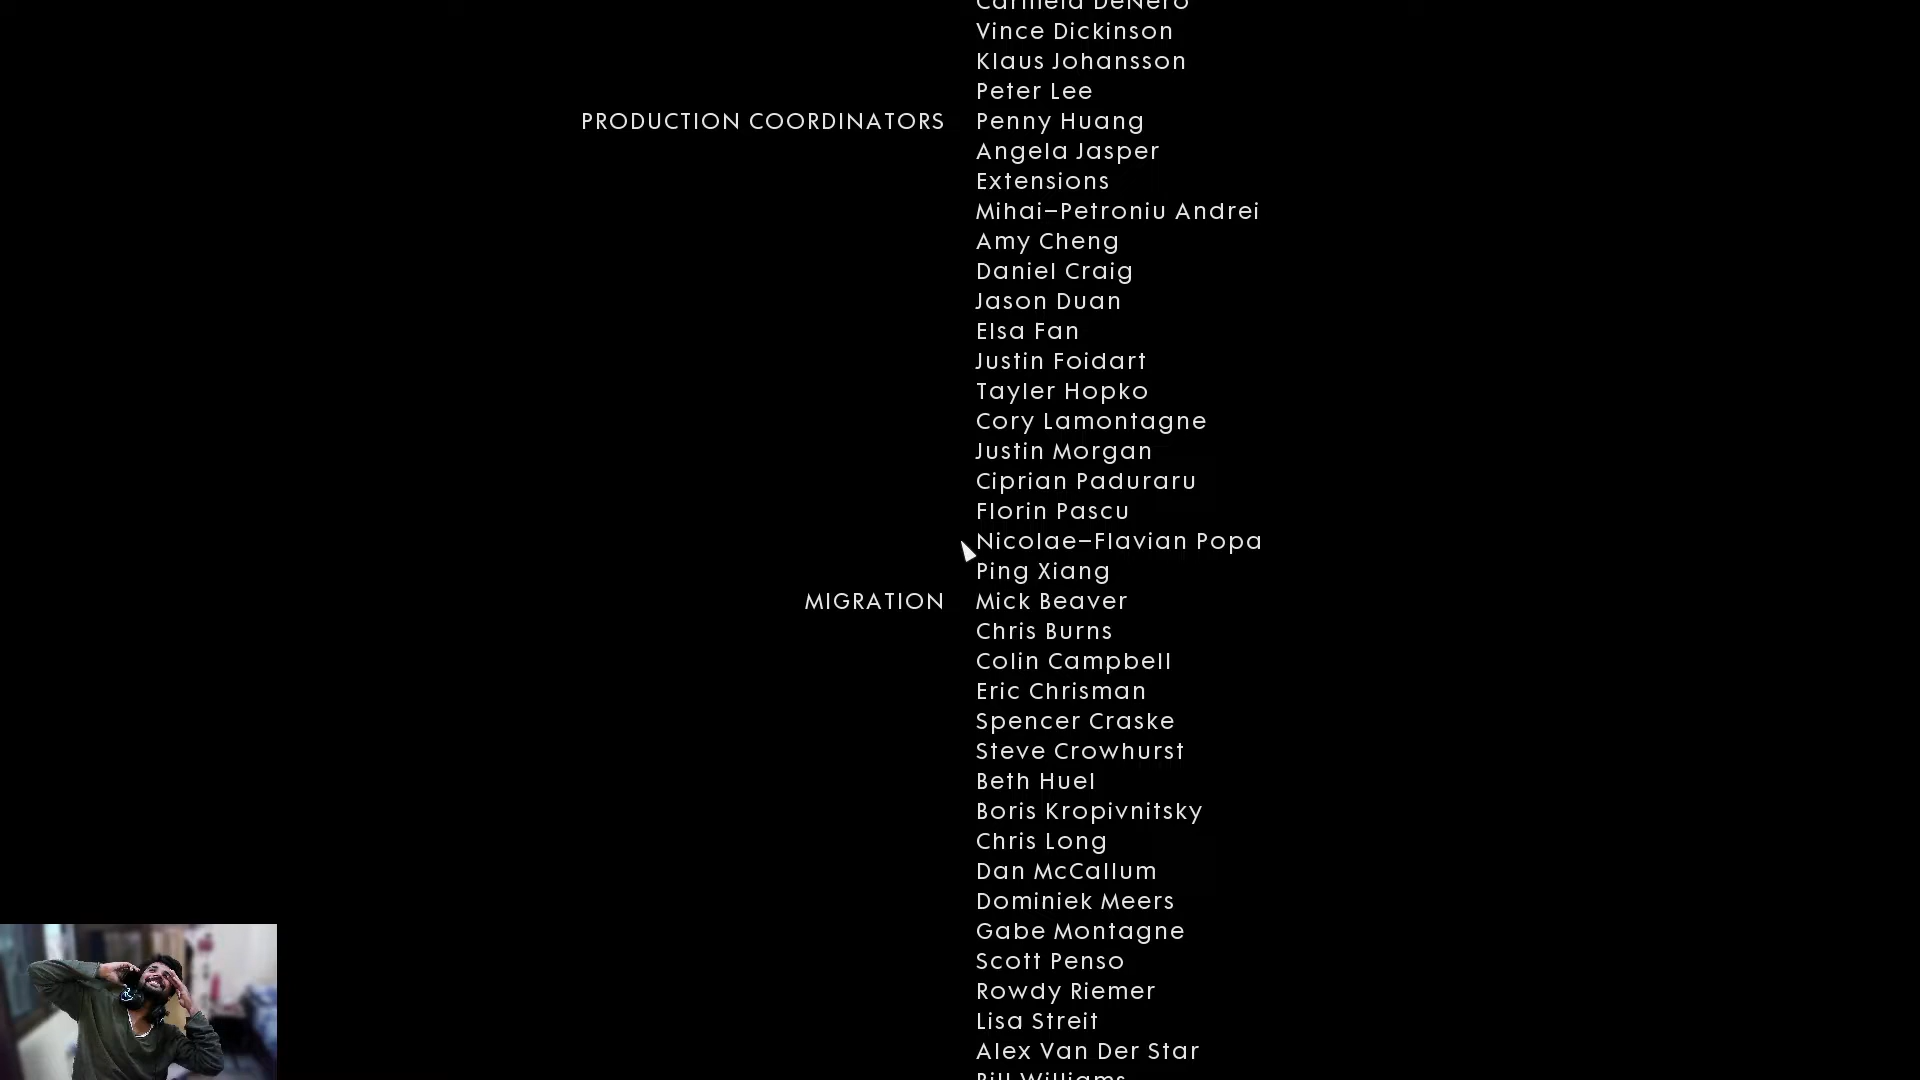 Carmela DeNero
Vince Dickinson
Klaus Johansson
Peter Lee
PRODUCTION COORDINATORS Penny Huang
Angela Jasper
Extensions
Mihai–Petroniu Andrei
Amy Cheng
Daniel Craig
Jason Duan
Elsa Fan
Justin Foidart
Tayler Hopko
Cory Lamontagne
Justin Morgan
Ciprian Paduraru
Florin Pascu
Nicolae–Flavian Popa
Ping Xiang
MIGRATION Mick Beaver
Chris Burns
Colin Campbell
Eric Chrisman
Spencer Craske
Steve Crowhurst
Beth Huel
Boris Kropivnitsky
Chris Long
Dan McCallum
Dominiek Meers
Gabe Montagne
Scott Penso
Rowdy Riemer
Lisa Streit
Alex Van Der Star
Bill Williams